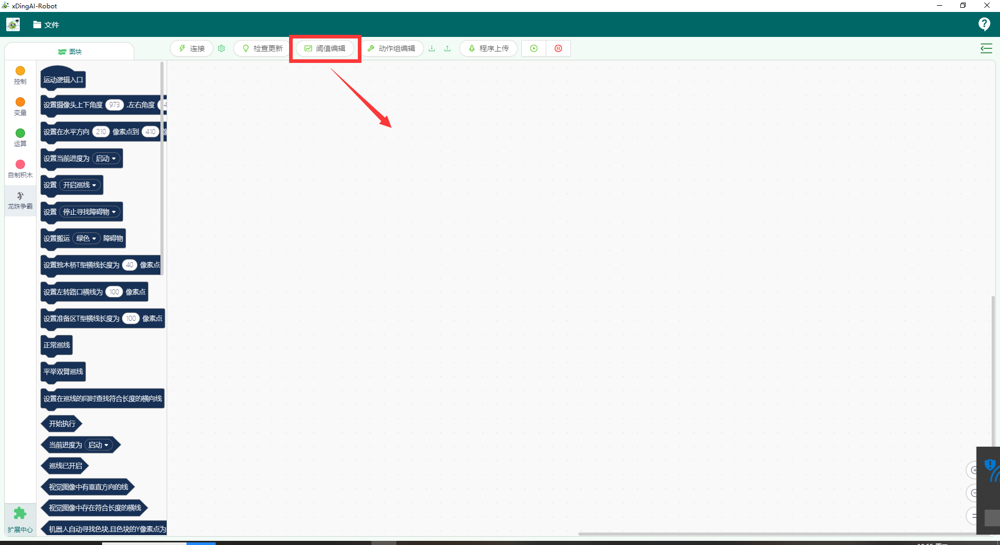 xDingAI-Robot
文件
图块
连接
检查更新
阈值编辑
动作组编辑
程序上传
控制
变量
运算
自制积木
龙珠争霸
扩展中心
运动逻辑入口
设置摄像头上下角度 973 ,左右角度
设置在水平方向 210 像素点到 410
设置当前进度为 启动
设置 开启巡线
设置 停止寻找障碍物
设置搬运 绿色 障碍物
设置独木桥T型横线长度为 40 像素点
设置左转路口横线为 100 像素点
设置准备区T型横线长度为 100 像素点
正常巡线
平举双臂巡线
设置在巡线的同时查找符合长度的横向线
开始执行
当前进度为 启动
巡线已开启
视觉图像中有垂直方向的线
视觉图像中存在符合长度的横线
机器人自动寻找色块,且色块的Y像素点为